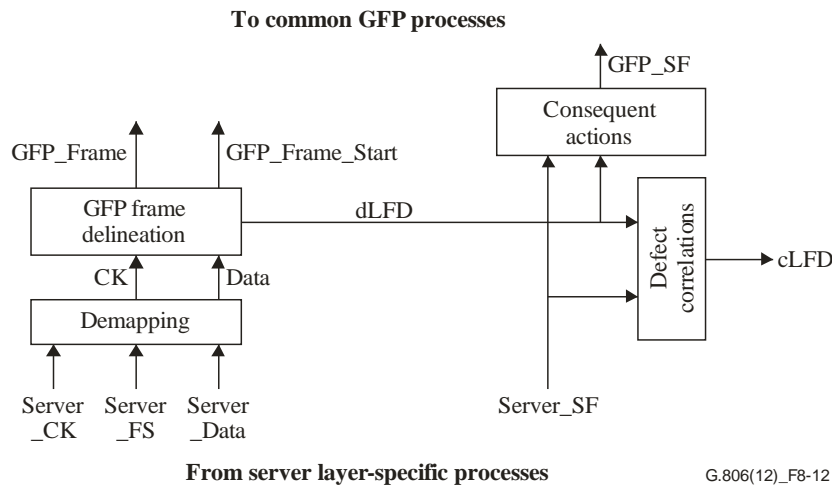 To common GFP processes
GFP_SF
Consequent
actions
GFP_Frame
GFP_Frame_Start
GFP frame
delineation
dLFD
Defect
correlations
cLFD
CK
Data
Demapping
Server
_CK
Server
_FS
Server
_Data
Server_SF
From server layer-specific processes
G.806(12)_F8-12